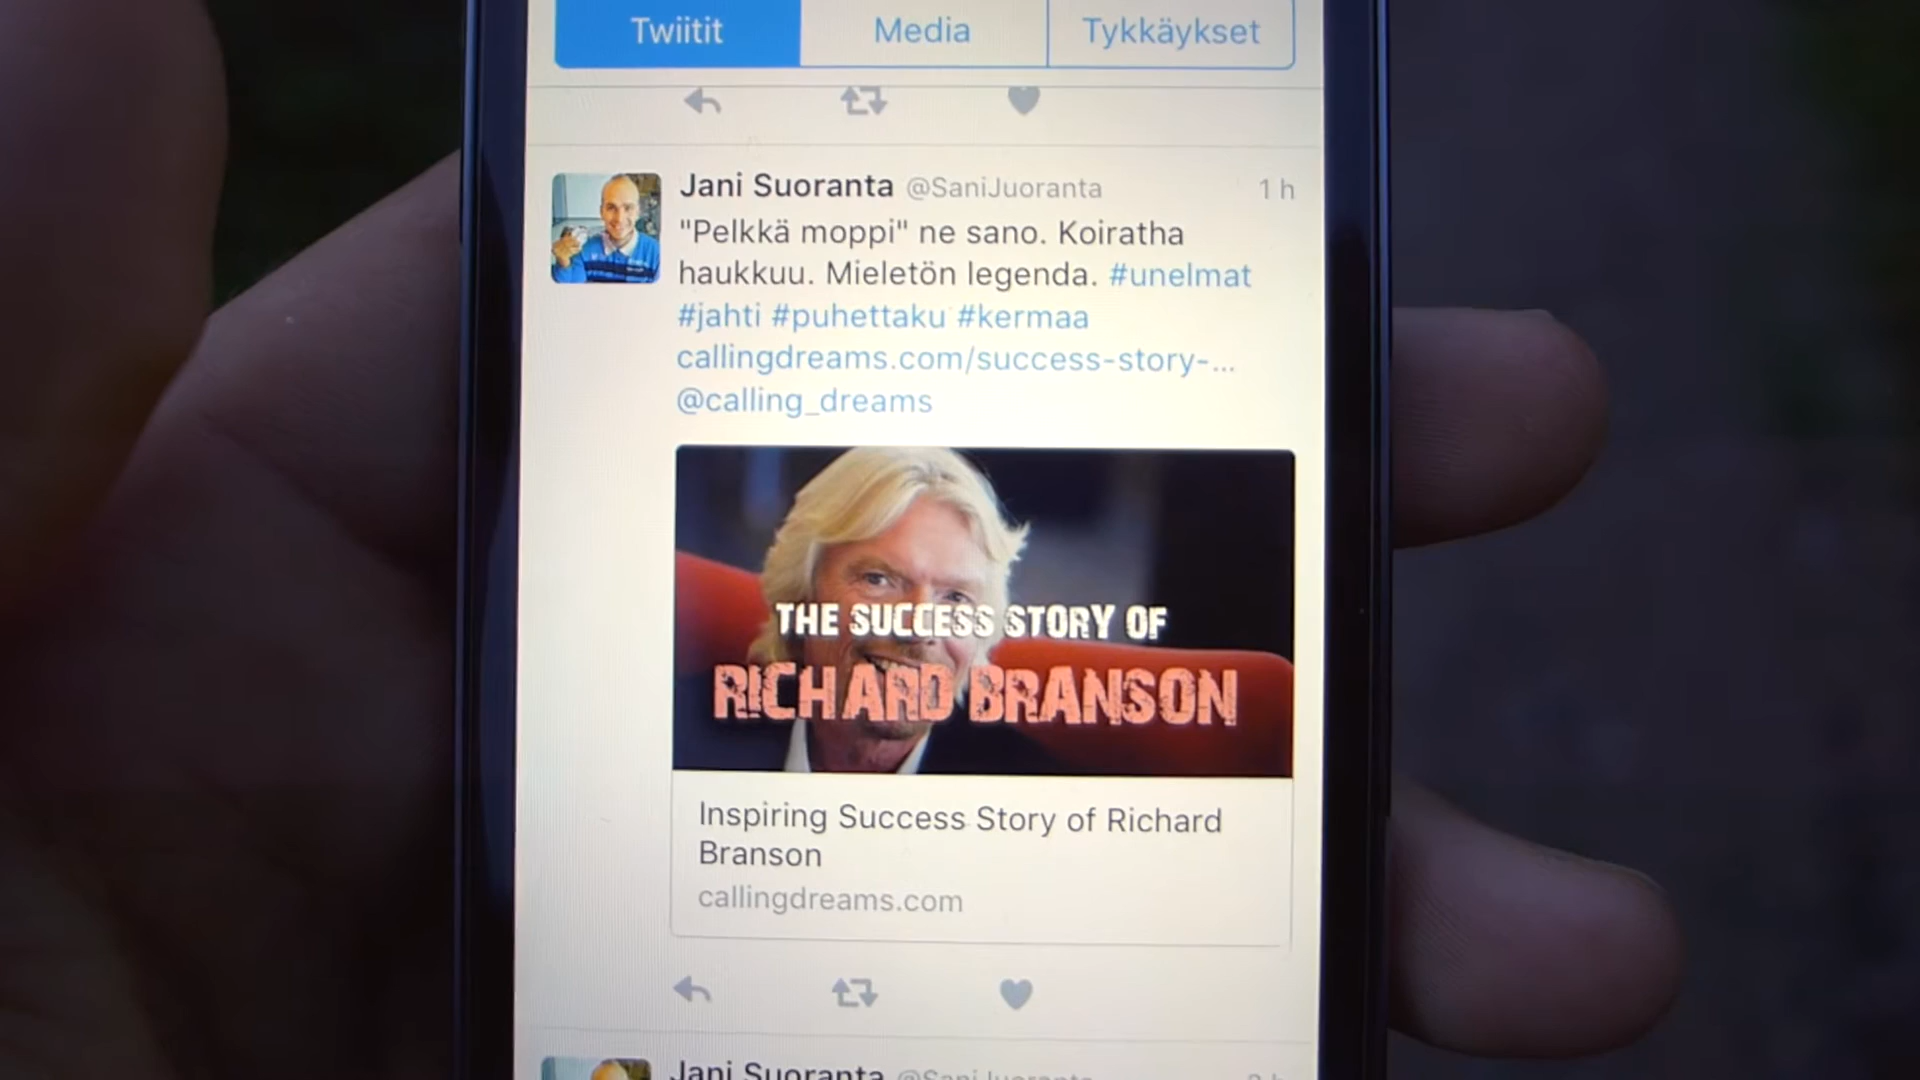 Twiitit Media Tykkäykset
Jani Suoranta @SaniJuoranta 1 h
"Pelkkä moppi" ne sano. Koiratha
haukkuu. Mieletön legenda. #unelmat
#jahti #puhettaku #kermaa
callingdreams.com/success-story-...
@calling_dreams
THE SUCCESS STORY OF
RICHARD BRANSON
Inspiring Success Story of Richard
Branson
callingdreams.com
Jani Suoranta @SaniJuoranta